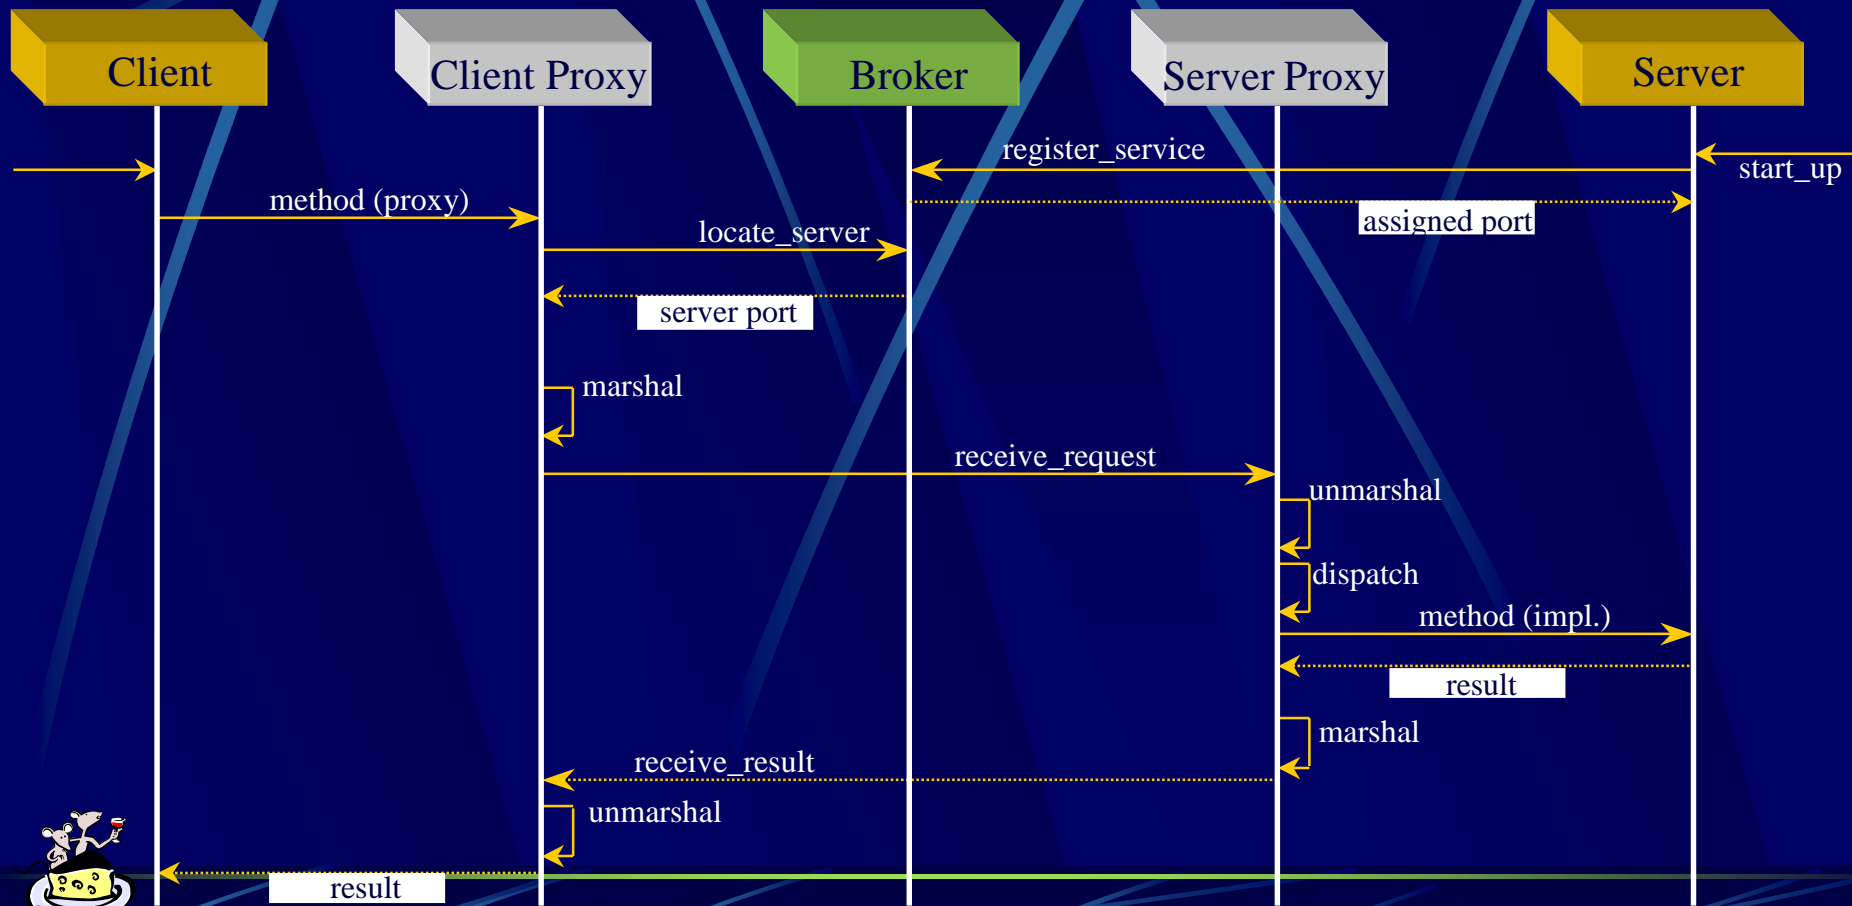 Client
Client Proxy
Broker
Server Proxy
Server
register_service
start_up
method (proxy)
assigned port
locate_server
server port
marshal
receive_request
unmarshal
dispatch
method (impl.)
result
marshal
receive_result
unmarshal
result